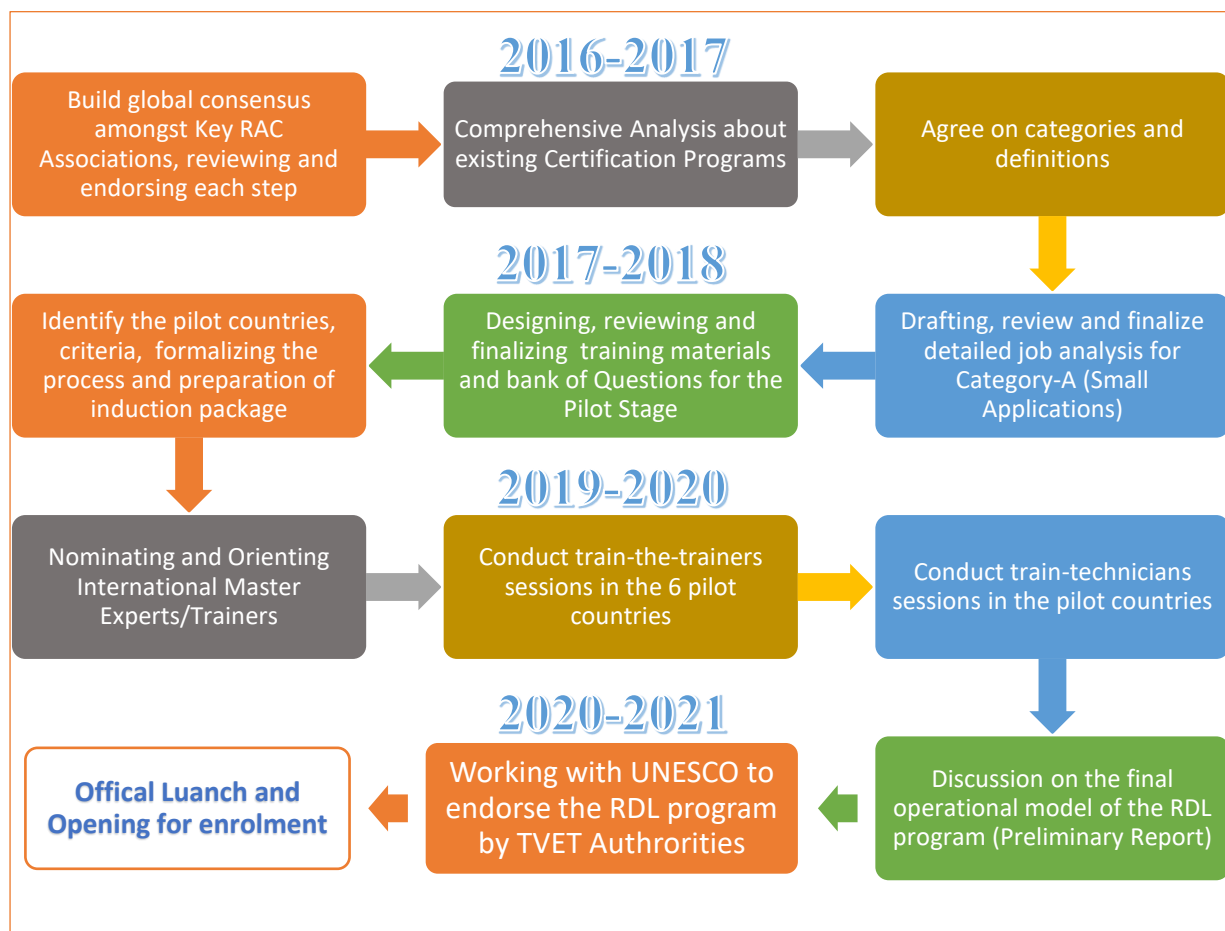 2016-2017
Build global consensus
amongst Key RAC
Associations, reviewing and
endorsing each step
Comprehensive Analysis about
existing Certification Programs
Agree on categories and
definitions
2017-2018
Drafting, review and finalize
detailed job analysis for
Category-A (Small
Applications)
Designing, reviewing and
finalizing training materials
and bank of Questions for the
Pilot Stage
Identify the pilot countries,
criteria, formalizing the
process and preparation of
induction package
2019-2020
Nominating and Orienting
International Master
Experts/Trainers
Conduct train-the-trainers
sessions in the 6 pilot
countries
Conduct train-technicians
sessions in the pilot countries
2020-2021
Discussion on the final
operational model of the RDL
program (Preliminary Report)
Working with UNESCO to
endorse the RDL program
by TVET Authrorities
Offical Luanch and
Opening for enrolment